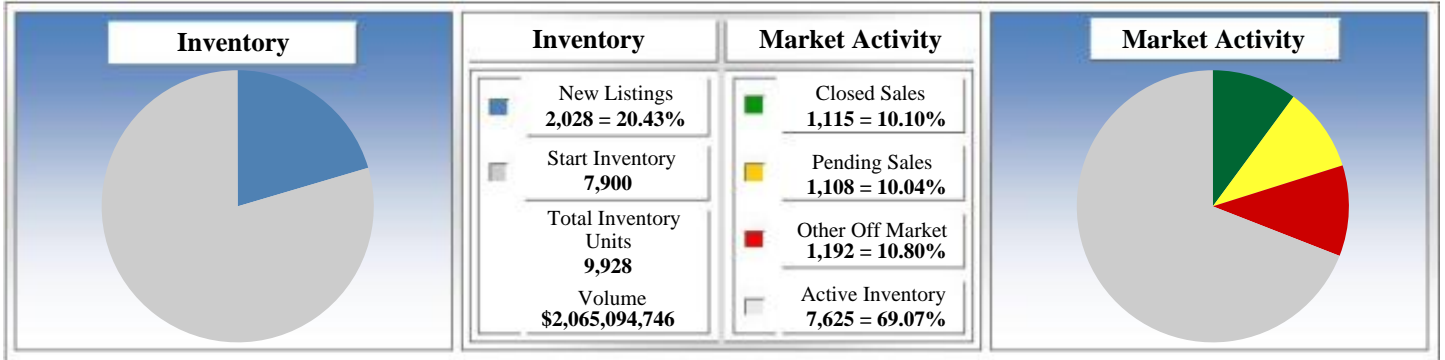 Inventory
Inventory
Market Activity
New Listings
2,028 = 20.43%
Start Inventory
7,900
Total Inventory
Units
9,928
Volume
$2,065,094,746
Closed Sales
1,115 = 10.10%
Pending Sales
1,108 = 10.04%
Other Off Market
1,192 = 10.80%
Active Inventory
7,625 = 69.07%
Market Activity